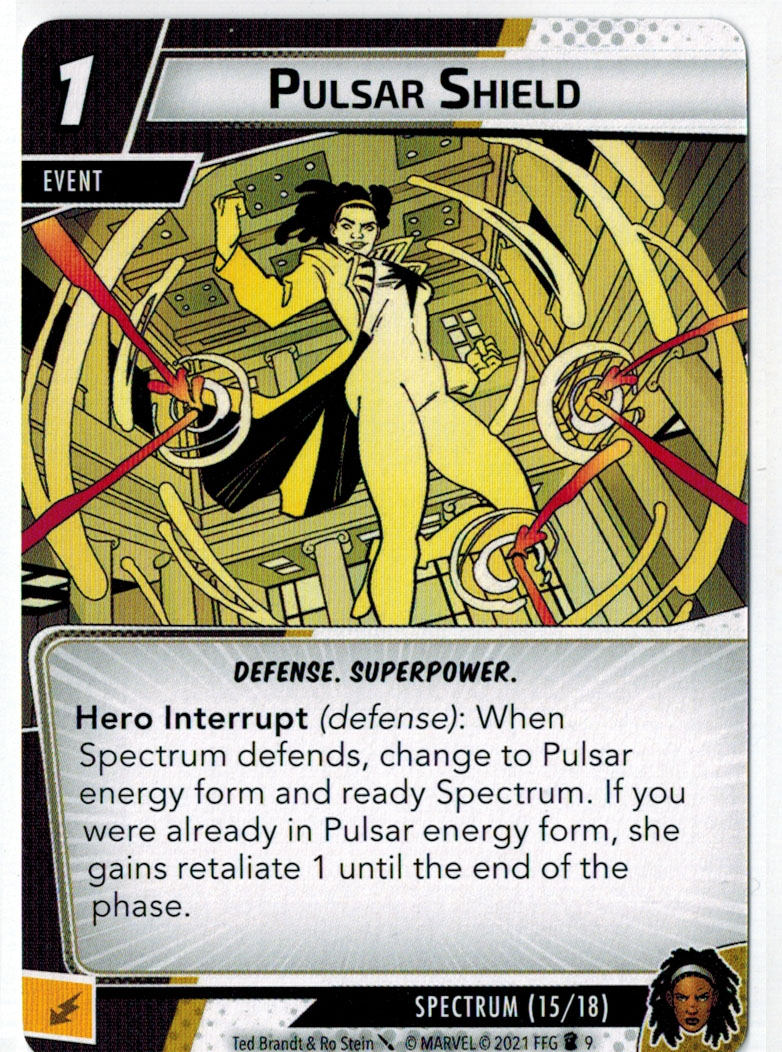 1
PULSAR SHIELD
EVENT
DEFENSE. SUPERPOWER.
Hero Interrupt (defense): When
Spectrum defends, change to Pulsar
energy form and ready Spectrum. If you
were already in Pulsar energy form, she
gains retaliate 1 until the end of the
phase.
SPECTRUM (15/18)
Ted Brandt & Ro Stein © MARVEL © 2021 FFG 9